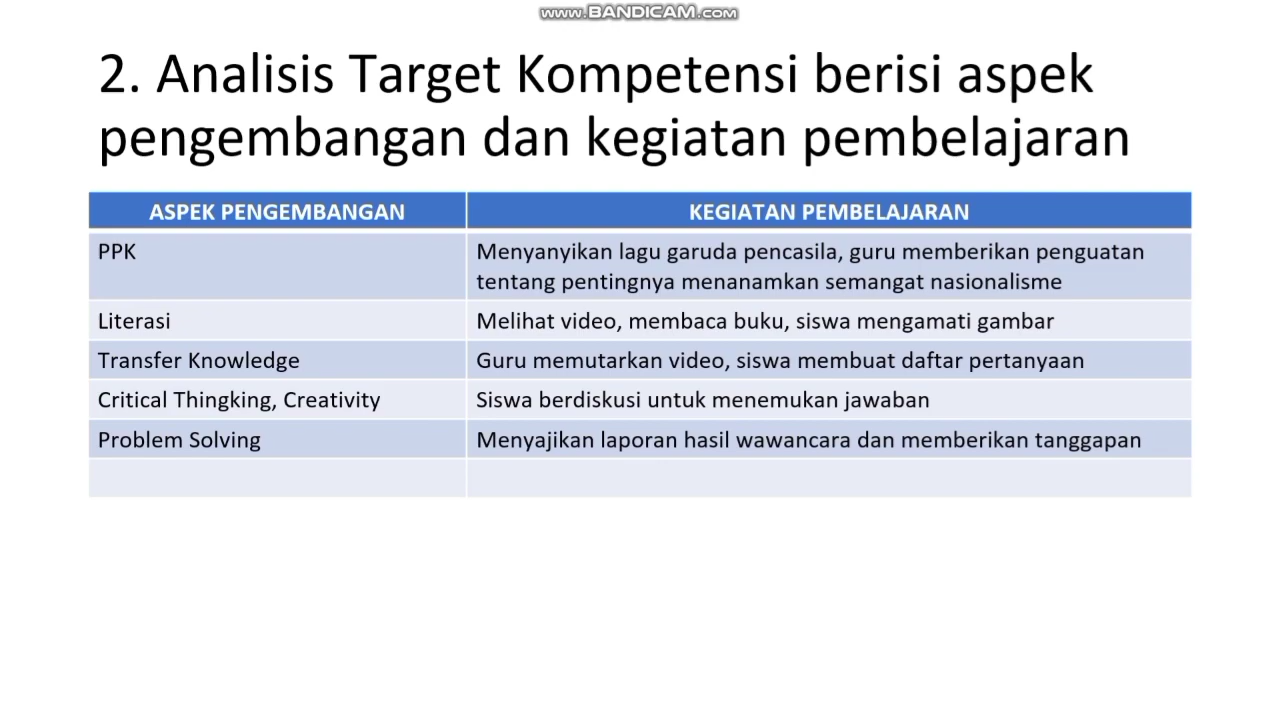 www.BANDICAM.com
2. Analisis Target Kompetensi berisi aspek
pengembangan dan kegiatan pembelajaran
ASPEK PENGEMBANGAN
KEGIATAN PEMBELAJARAN
PPK
Menyanyikan lagu garuda pencasila, guru memberikan penguatan
tentang pentingnya menanamkan semangat nasionalisme
Literasi
Melihat video, membaca buku, siswa mengamati gambar
Transfer Knowledge
Guru memutarkan video, siswa membuat daftar pertanyaan
Critical Thingking, Creativity
Siswa berdiskusi untuk menemukan jawaban
Problem Solving
Menyajikan laporan hasil wawancara dan memberikan tanggapan